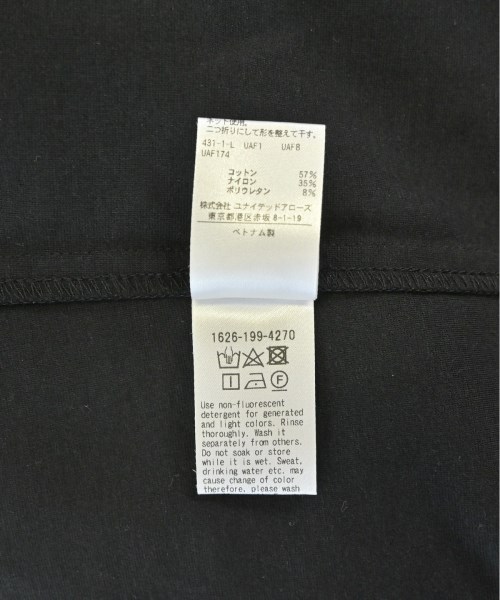 ネット使用。
二つ折りにして形を整えて干す。
431-1-L UAF1 UAF8
UAF174
コットン 57%
ナイロン 35%
ポリウレタン 8%
株式会社 ユナイテッドアローズ
東京都港区赤坂 8-1-19
ベトナム製
1626-199-4270
Use non-fluorescent
detergent for generated
and light colors. Rinse
thoroughly. Wash it
separately from others.
Do not soak or store
while it is wet. Sweat,
drinking water etc. may
cause change of color
therefore, please wash